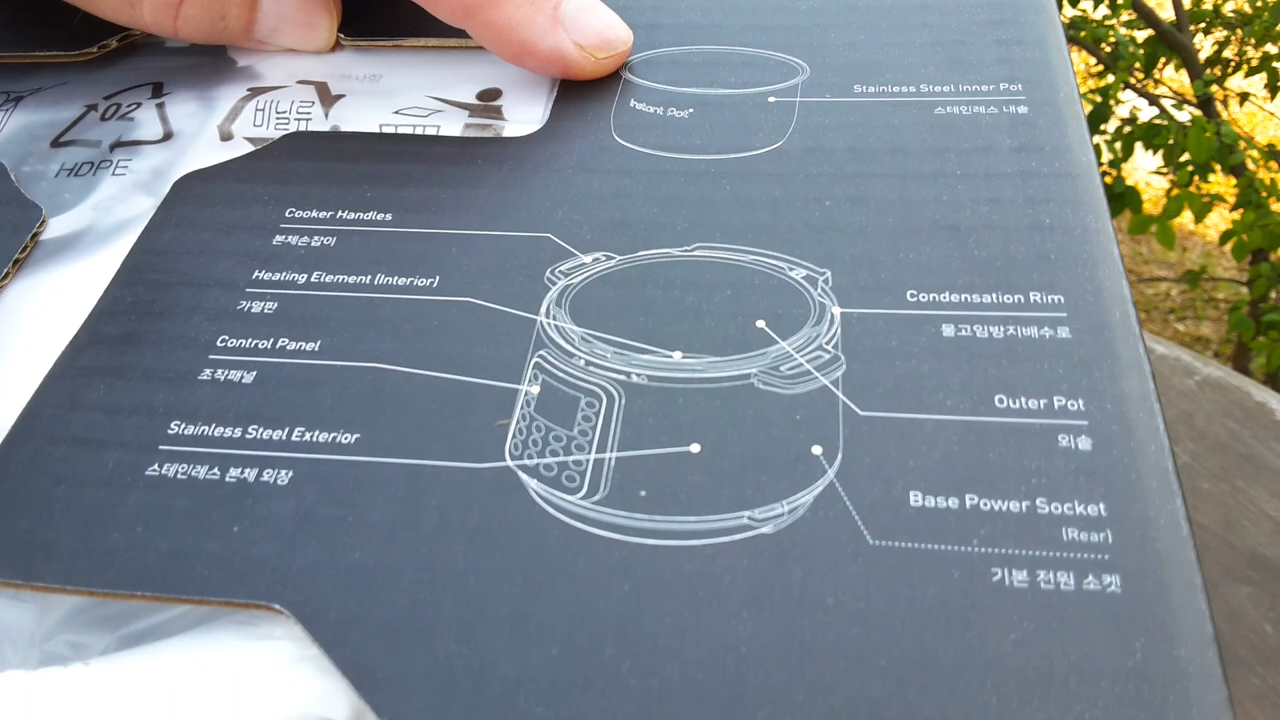 02
HDPE
비닐류
Instant Pot
Stainless Steel Inner Pot
스테인레스 내솥
Cooker Handles
본체손잡이
Heating Element (Interior)
가열판
Control Panel
조작패널
Stainless Steel Exterior
스테인레스 본체 외장
Condensation Rim
물고임방지배수로
Outer Pot
외솥
Base Power Socket
(Rear)
기본 전원 소켓